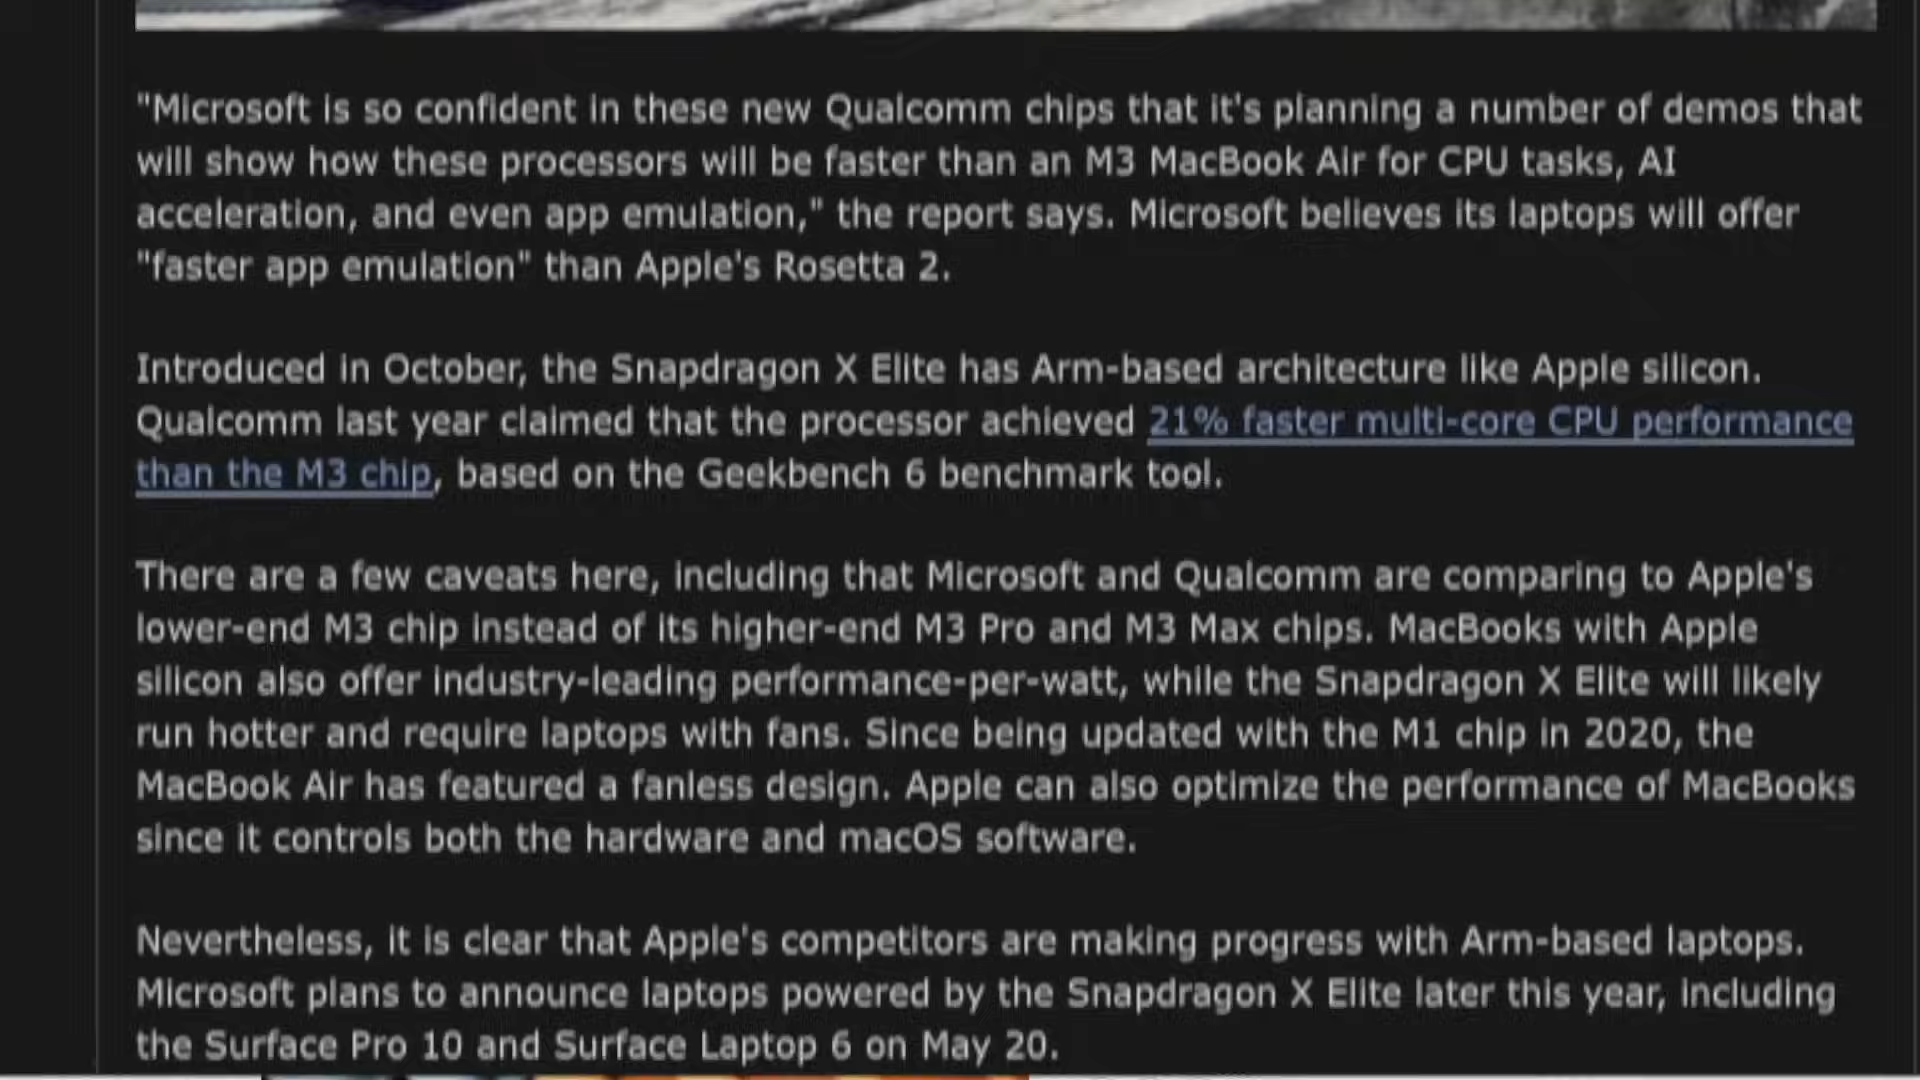 "Microsoft is so confident in these new Qualcomm chips that it's planning a number of demos that
will show how these processors will be faster than an M3 MacBook Air for CPU tasks, AI
acceleration, and even app emulation," the report says. Microsoft believes its laptops will offer
"faster app emulation" than Apple's Rosetta 2.
Introduced in October, the Snapdragon X Elite has Arm-based architecture like Apple silicon.
Qualcomm last year claimed that the processor achieved 21% faster multi-core CPU performance
than the M3 chip, based on the Geekbench 6 benchmark tool.
There are a few caveats here, including that Microsoft and Qualcomm are comparing to Apple's
lower-end M3 chip instead of its higher-end M3 Pro and M3 Max chips. MacBooks with Apple
silicon also offer industry-leading performance-per-watt, while the Snapdragon X Elite will likely
run hotter and require laptops with fans. Since being updated with the M1 chip in 2020, the
MacBook Air has featured a fanless design. Apple can also optimize the performance of MacBooks
since it controls both the hardware and macOS software.
Nevertheless, it is clear that Apple's competitors are making progress with Arm-based laptops.
Microsoft plans to announce laptops powered by the Snapdragon X Elite later this year, including
the Surface Pro 10 and Surface Laptop 6 on May 20.